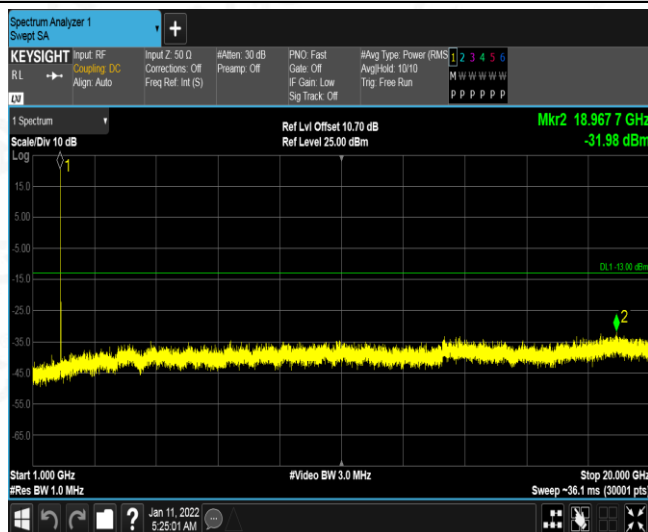 Spectrum Analyzer 1
Swept SA
KEYSIGHT
RL
LXI
Input: RF
Coupling: DC
Align: Auto
Input Z: 50 Ω
Corrections: Off
Freq Ref: Int (S)
#Atten: 30 dB
Preamp: Off
PNO: Fast
Gate: Off
IF Gain: Low
Sig Track: Off
#Avg Type: Power (RMS
Avg|Hold: 10/10
Trig: Free Run
1 2 3 4 5 6
M W W W W W
P P P P P P
1 Spectrum
Scale/Div 10 dB
Log
Ref Lvl Offset 10.70 dB
Ref Level 25.00 dBm
Mkr2 18.967 7 GHz
-31.98 dBm
1
15.0
5.00
-5.00
DL1 -13.00 dBm
-15.0
-25.0
2
-35.0
-45.0
-55.0
-65.0
Start 1.000 GHz
#Res BW 1.0 MHz
#Video BW 3.0 MHz
Stop 20.000 GHz
Sweep ~36.1 ms (30001 pts)
?
Jan 11, 2022
5:25:01 AM